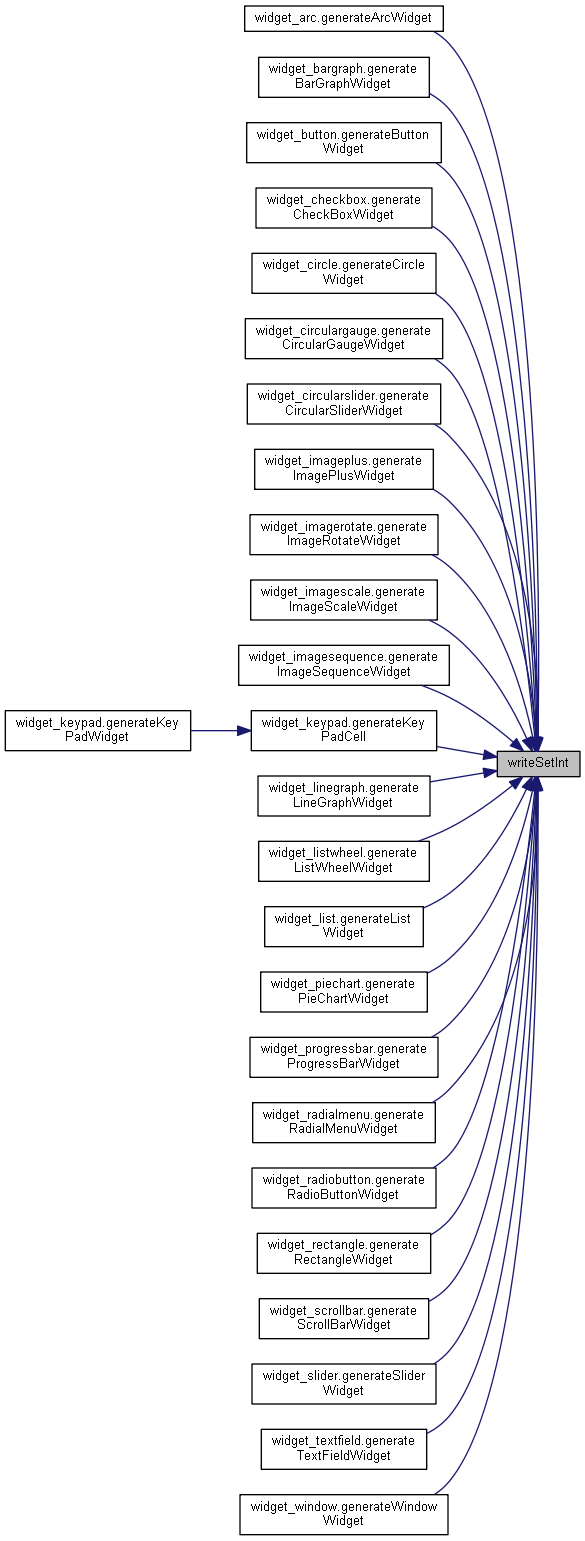 widget_arc.generateArcWidget
widget_bargraph.generate
BarGraphWidget
widget_button.generateButton
Widget
widget_checkbox.generate
CheckBoxWidget
widget_circle.generateCircle
Widget
widget_circulargauge.generate
CircularGaugeWidget
widget_circularslider.generate
CircularSliderWidget
widget_imageplus.generate
ImagePlusWidget
widget_imagerotate.generate
ImageRotateWidget
widget_imagescale.generate
ImageScaleWidget
widget_imagesequence.generate
ImageSequenceWidget
widget_keypad.generateKey
PadWidget
widget_keypad.generateKey
PadCell
writeSetInt
widget_linegraph.generate
LineGraphWidget
widget_listwheel.generate
ListWheelWidget
widget_list.generateList
Widget
widget_piechart.generate
PieChartWidget
widget_progressbar.generate
ProgressBarWidget
widget_radialmenu.generate
RadialMenuWidget
widget_radiobutton.generate
RadioButtonWidget
widget_rectangle.generate
RectangleWidget
widget_scrollbar.generate
ScrollBarWidget
widget_slider.generateSlider
Widget
widget_textfield.generate
TextFieldWidget
widget_window.generateWindow
Widget